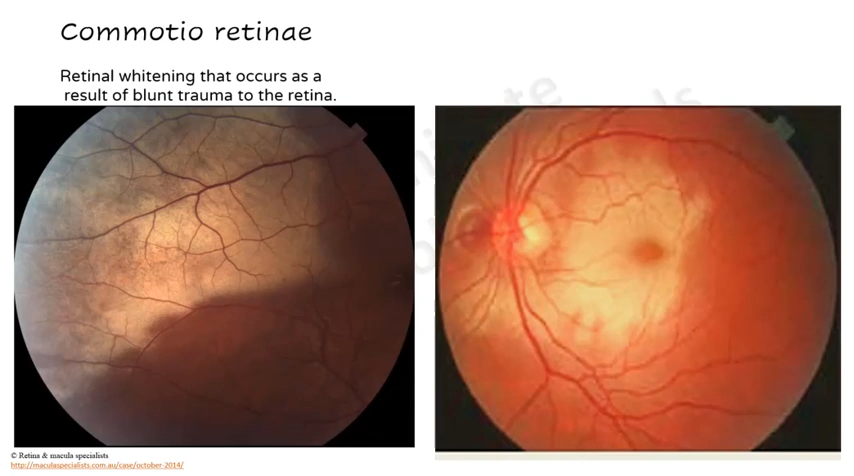 Commotio retinae
Retinal whitening that occurs as a
result of blunt trauma to the retina.
© Retina & macula specialists
http://maculaspecialists.com.au/case/october-2014/